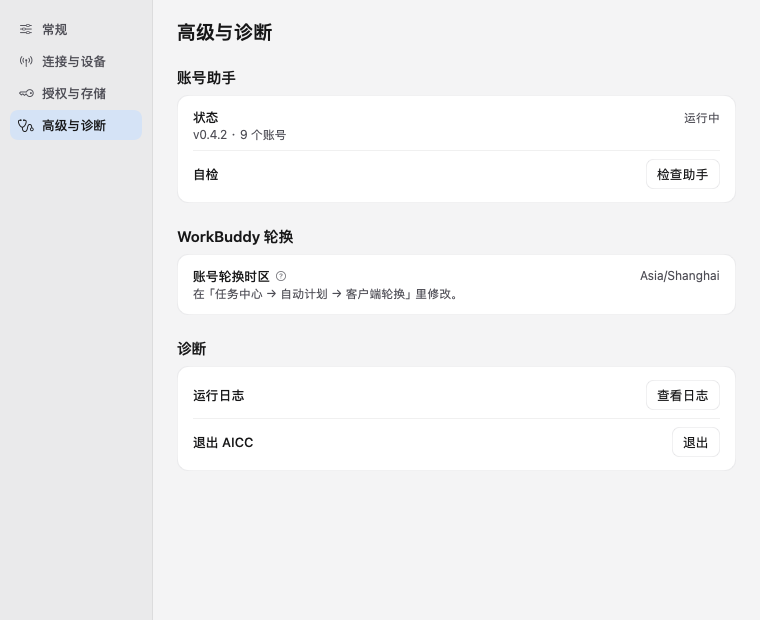 常规
连接与设备
授权与存储
高级与诊断
高级与诊断
账号助手
状态
运行中
v0.4.2 · 9 个账号
自检
检查助手
WorkBuddy 轮换
账号轮换时区 ?
Asia/Shanghai
在「任务中心 → 自动计划 → 客户端轮换」里修改。
诊断
运行日志
查看日志
退出 AICC
退出